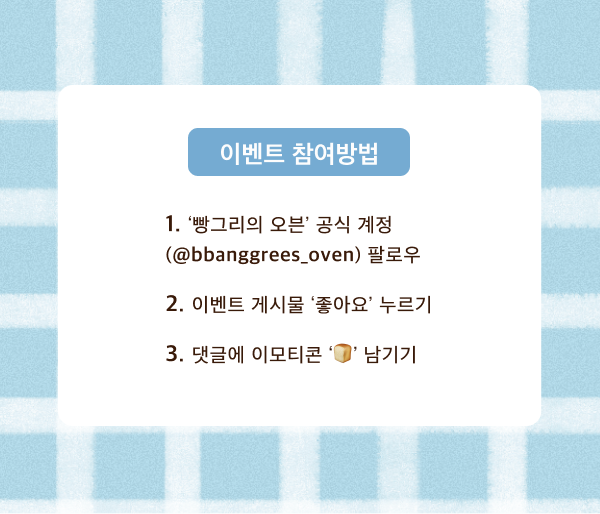 이벤트 참여방법
1. ‘빵그리의 오븐’ 공식 계정
(@bbanggrees_oven) 팔로우
2. 이벤트 게시물 ‘좋아요’ 누르기
3. 댓글에 이모티콘 ‘🍞’ 남기기